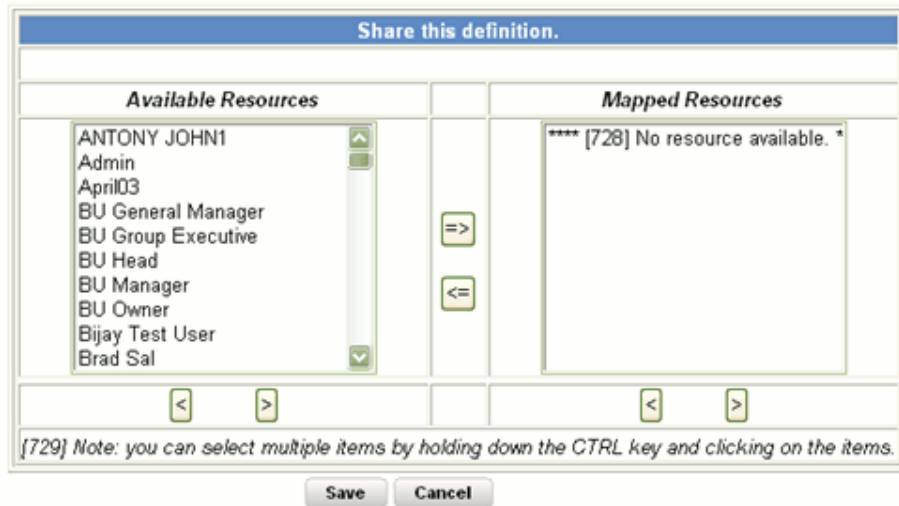 Share this definition.
Available Resources
Mapped Resources
ANTONY JOHN1
Admin
April03
BU General Manager
BU Group Executive
BU Head
BU Manager
BU Owner
Bijay Test User
Brad Sal
=>
<=
**** [728] No resource available. *
< >
< >
[729] Note: you can select multiple items by holding down the CTRL key and clicking on the items.
Save Cancel